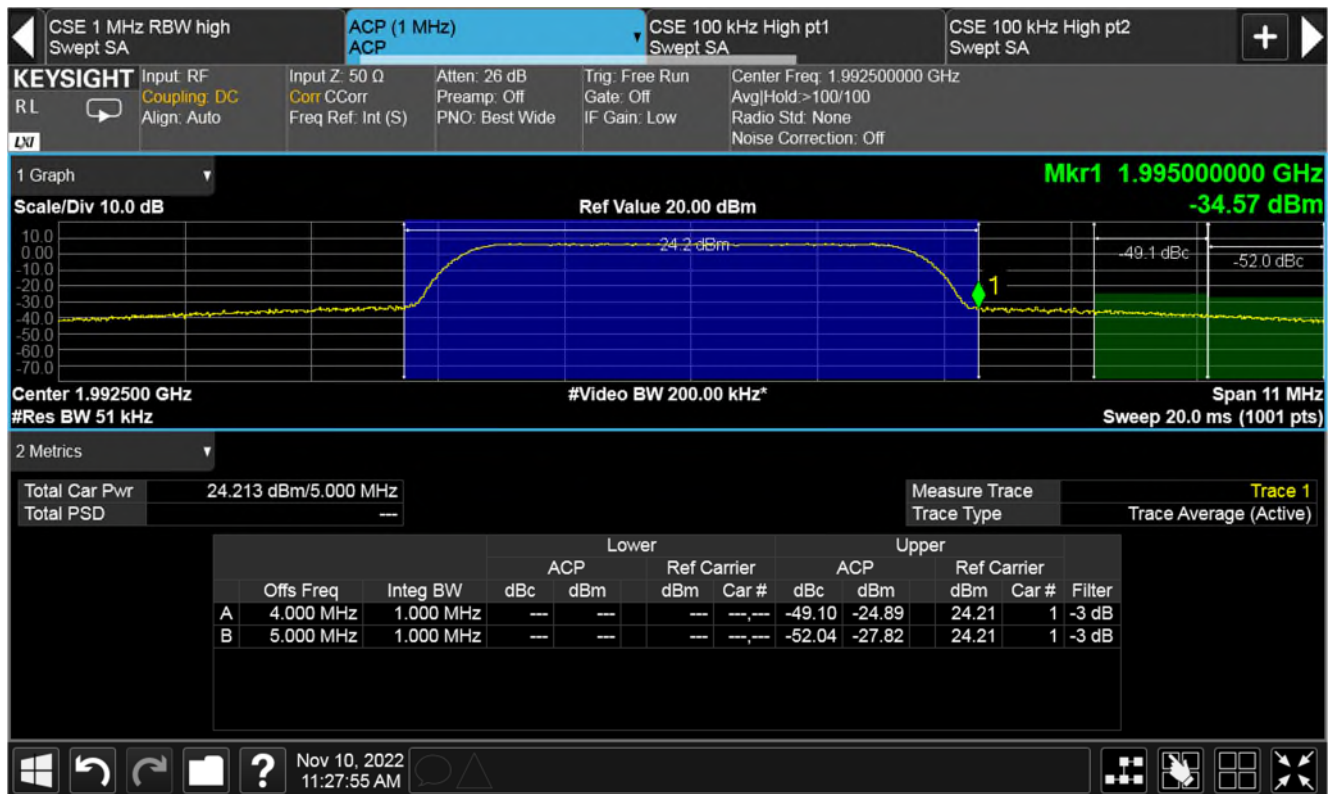 CSE 1 MHz RBW high
Swept SA
ACP (1 MHz)
ACP
CSE 100 kHz High pt1
Swept SA
CSE 100 kHz High pt2
Swept SA
KEYSIGHT
RL
LXI
Input: RF
Coupling: DC
Align: Auto
Input Z: 50 Ω
Corr CCorr
Freq Ref: Int (S)
Atten: 26 dB
Preamp: Off
PNO: Best Wide
Trig: Free Run
Gate: Off
IF Gain: Low
Center Freq: 1.992500000 GHz
Avg|Hold:>100/100
Radio Std: None
Noise Correction: Off
1 Graph
Mkr1 1.995000000 GHz
-34.57 dBm
Scale/Div 10.0 dB
Ref Value 20.00 dBm
10.0
0.00
-10.0
-20.0
-30.0
-40.0
-50.0
-60.0
-70.0
24.2 dBm
-49.1 dBc
-52.0 dBc
1
Center 1.992500 GHz
#Video BW 200.00 kHz*
Span 11 MHz
#Res BW 51 kHz
Sweep 20.0 ms (1001 pts)
2 Metrics
Total Car Pwr 24.213 dBm/5.000 MHz
Total PSD ---
Measure Trace Trace 1
Trace Type Trace Average (Active)
Lower Upper
ACP Ref Carrier ACP Ref Carrier
Offs Freq Integ BW dBc dBm dBm Car # dBc dBm dBm Car # Filter
A 4.000 MHz 1.000 MHz --- --- --- ---,--- -49.10 -24.89 24.21 1 -3 dB
B 5.000 MHz 1.000 MHz --- --- --- ---,--- -52.04 -27.82 24.21 1 -3 dB
?
Nov 10, 2022
11:27:55 AM